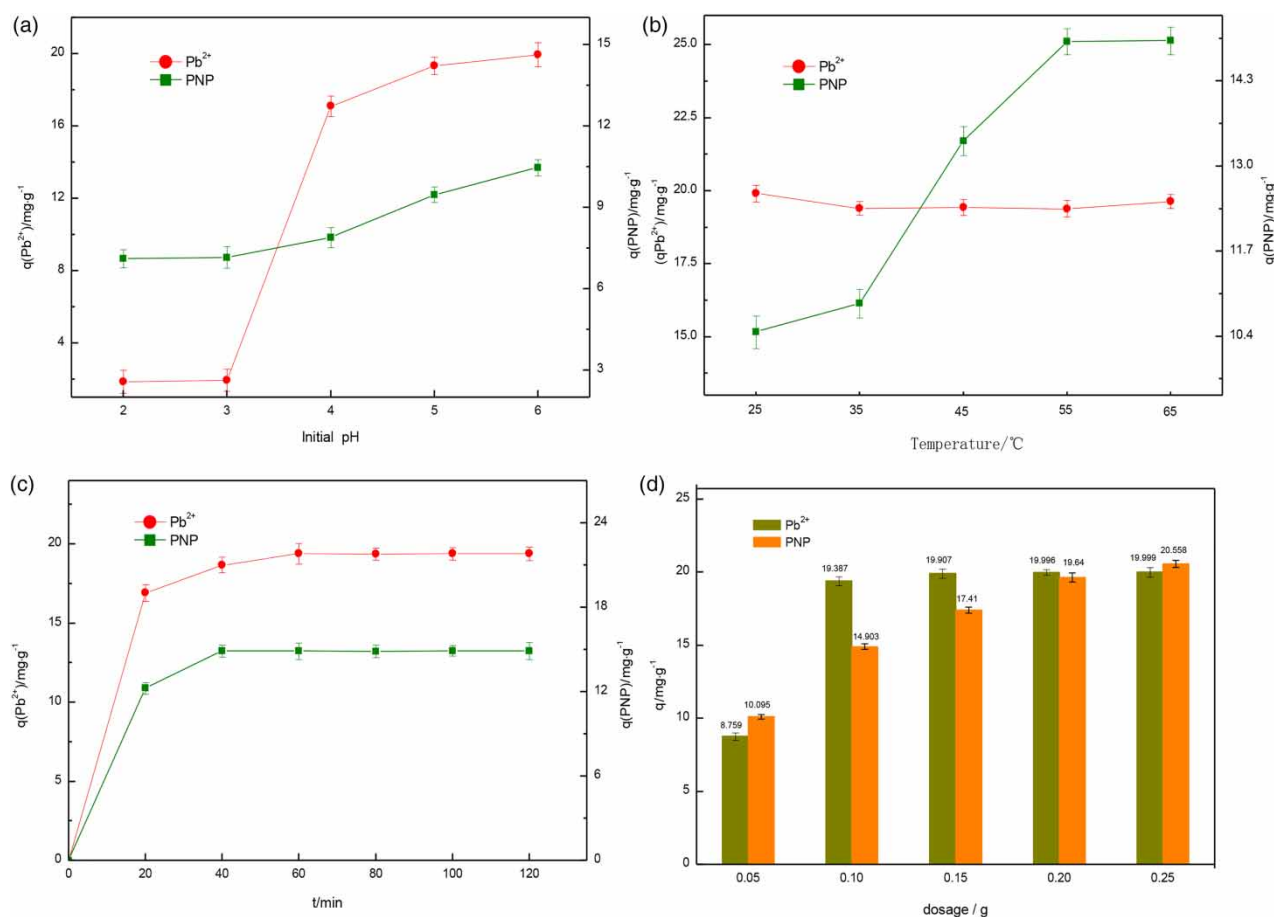 (a)
Pb²⁺
PNP
q(Pb²⁺)/mg·g⁻¹
20
16
12
8
4
15
12
9
6
3
q(PNP)/mg·g⁻¹
2 3 4 5 6
Initial pH
(b)
Pb²⁺
PNP
(qPb²⁺)/mg·g⁻¹
25.0
22.5
20.0
17.5
15.0
14.3
13.0
11.7
10.4
q(PNP)/mg·g⁻¹
25 35 45 55 65
Temperature/℃
(c)
Pb²⁺
PNP
q(Pb²⁺)/mg·g⁻¹
20
15
10
5
0
24
18
12
6
0
q(PNP)/mg·g⁻¹
0 20 40 60 80 100 120
t/min
(d)
Pb²⁺
PNP
q/mg·g⁻¹
25
20
15
10
5
0
8.759 10.095
19.387 14.903
19.907 17.41
19.996 19.64
19.999 20.558
0.05 0.10 0.15 0.20 0.25
dosage / g